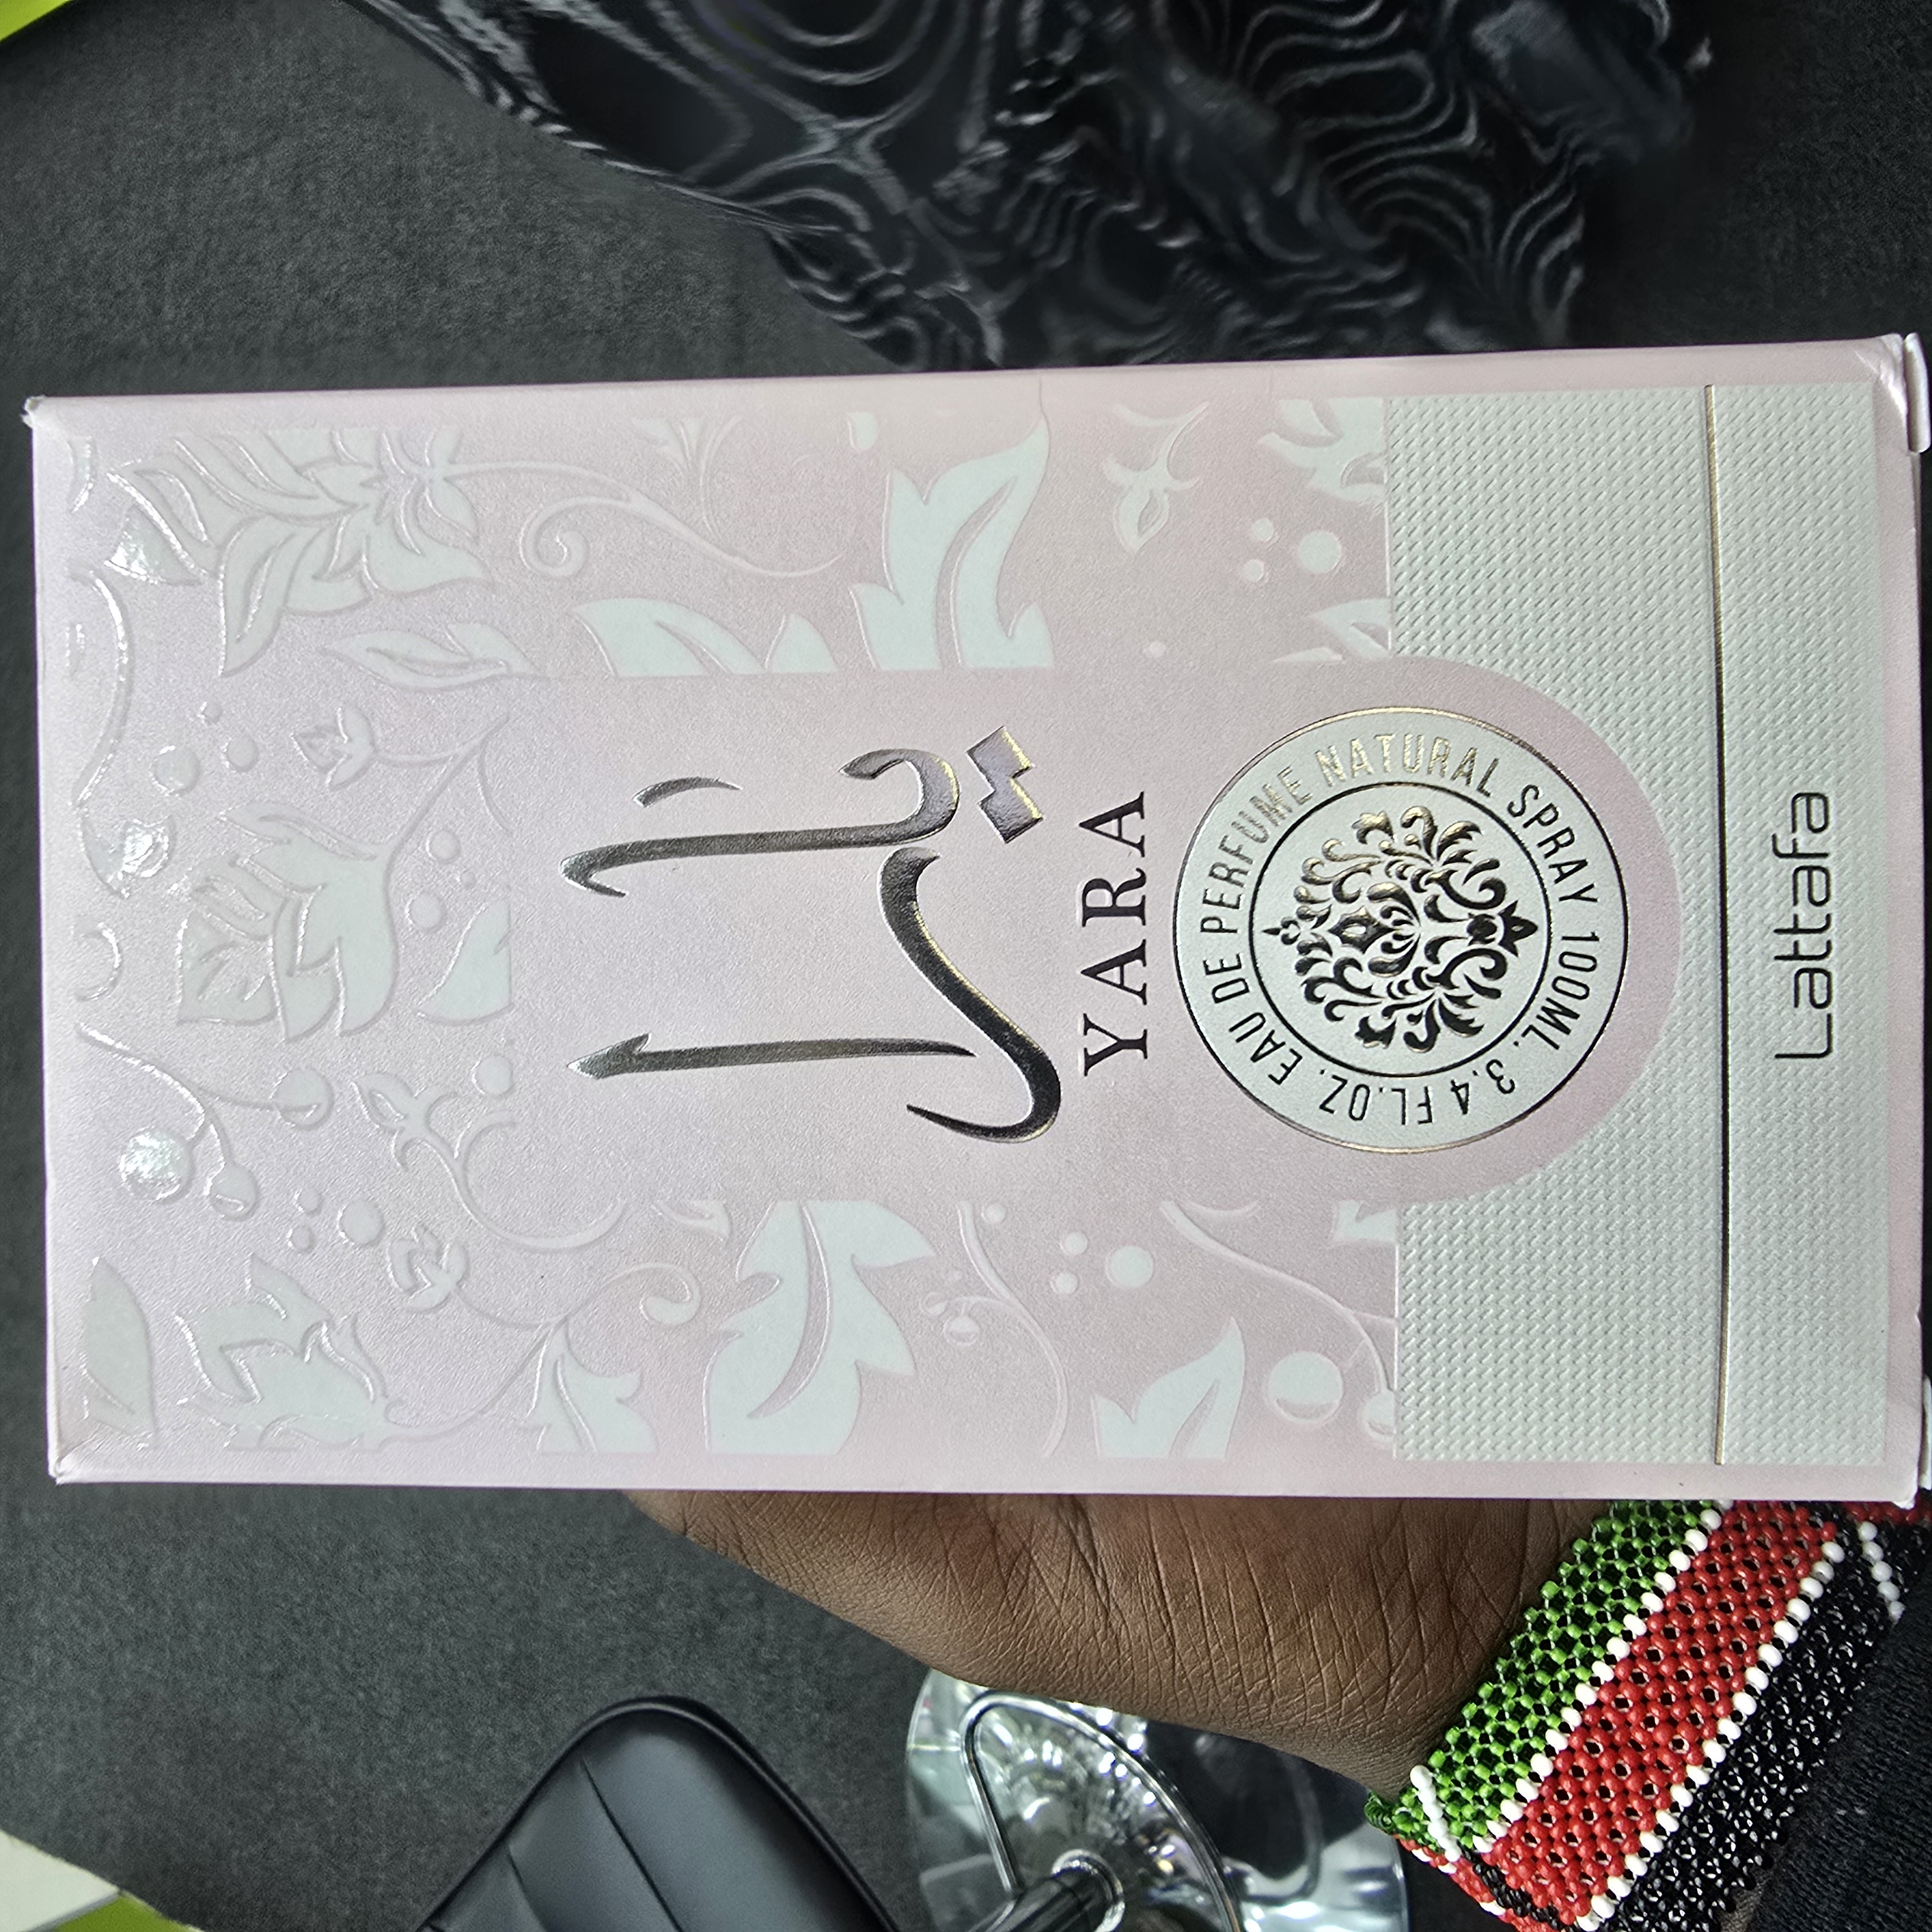 يارا
YARA
EAU DE PERFUME NATURAL SPRAY 100ML. 3.4 FL.OZ.
Lattafa